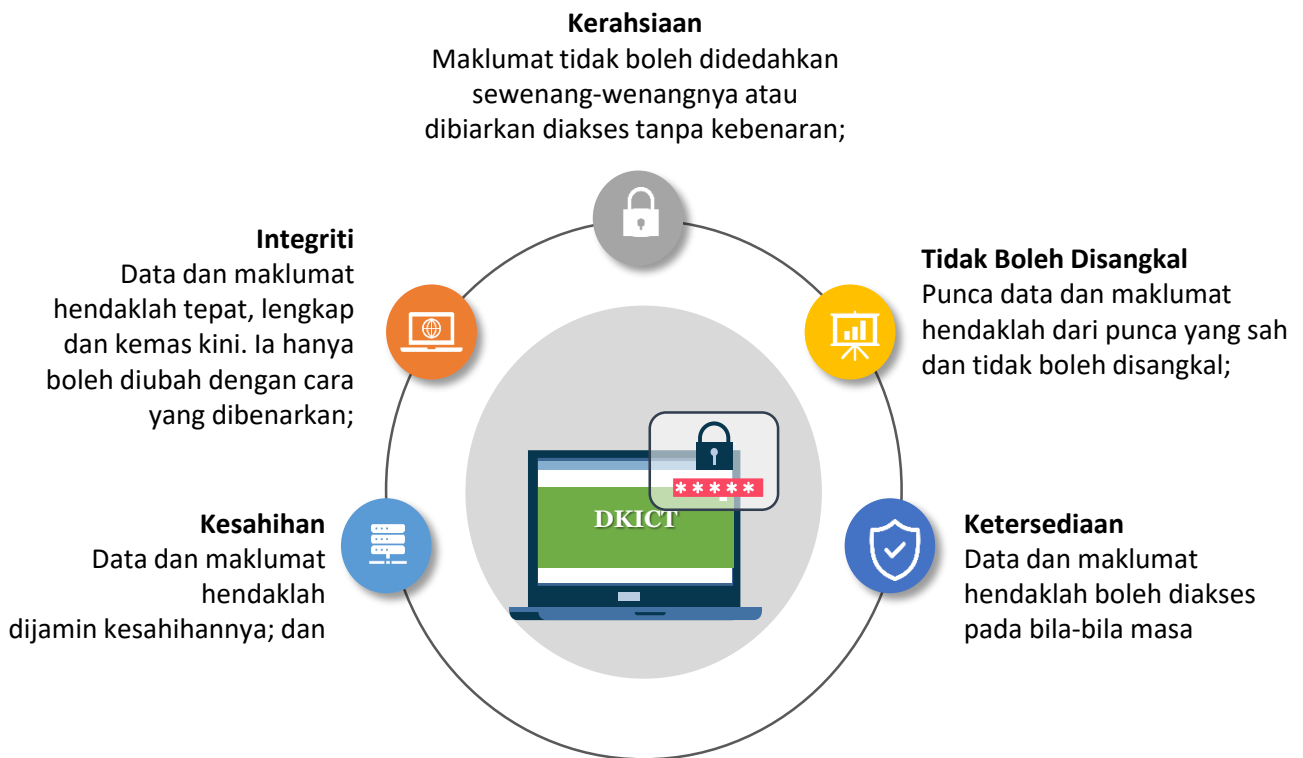 Kerahsiaan
Maklumat tidak boleh didedahkan
sewenang-wenangnya atau
dibiarkan diakses tanpa kebenaran;
Integriti
Data dan maklumat
hendaklah tepat, lengkap
dan kemas kini. Ia hanya
boleh diubah dengan cara
yang dibenarkan;
Tidak Boleh Disangkal
Punca data dan maklumat
hendaklah dari punca yang sah
dan tidak boleh disangkal;
*****
DKICT
Kesahihan
Data dan maklumat
hendaklah
dijamin kesahihannya; dan
Ketersediaan
Data dan maklumat
hendaklah boleh diakses
pada bila-bila masa